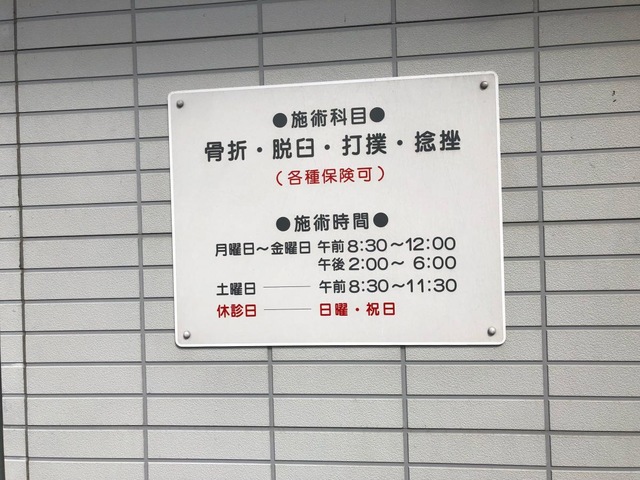 ●施術科目●
骨折・脱臼・打撲・捻挫
(各種保険可)
●施術時間●
月曜日～金曜日 午前 8:30～12:00
午後 2:00～ 6:00
土曜日 ―― 午前 8:30～11:30
休診日 ―― 日曜・祝日